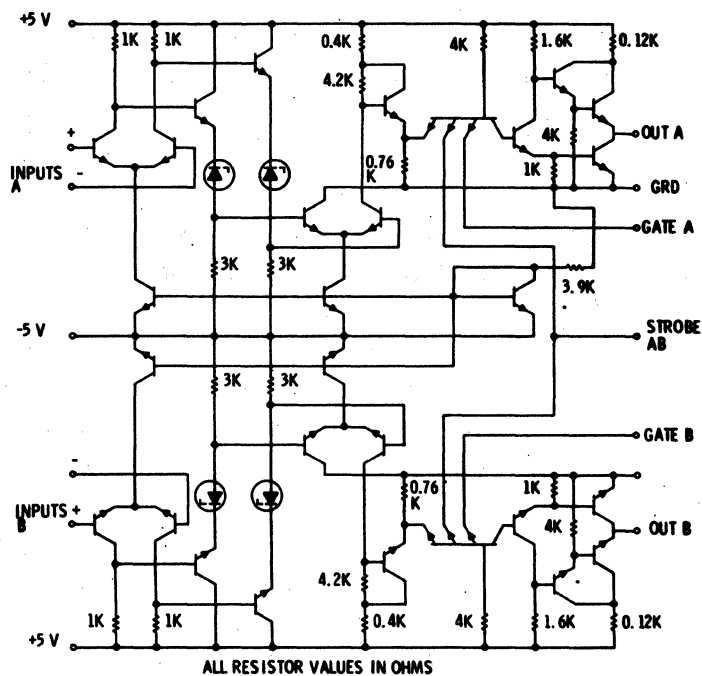 +5 V
1K 1K 0.4K 4K 1.6K 0.12K
4.2K
+
INPUTS
A -
0.76
K
4K
1K
OUT A
GRD
GATE A
3K 3K
3.9K
-5 V
STROBE
AB
3K 3K
GATE B
-
0.76
K
1K
INPUTS +
B
4K
OUT B
4.2K
1K 1K 0.4K 4K 1.6K 0.12K
+5 V
ALL RESISTOR VALUES IN OHMS